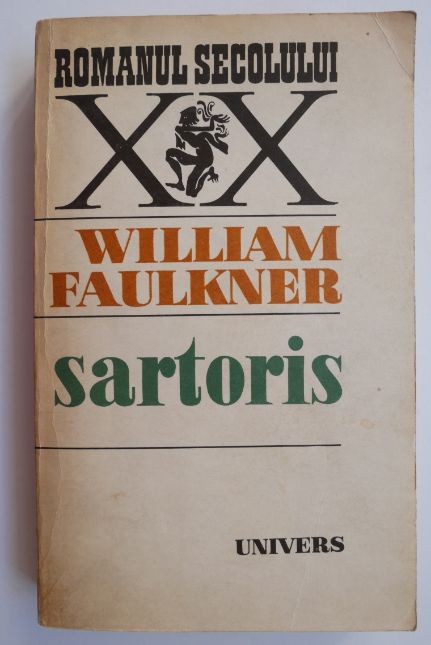 ROMANUL SECOLULUI
XX
WILLIAM
FAULKNER
sartoris
UNIVERS